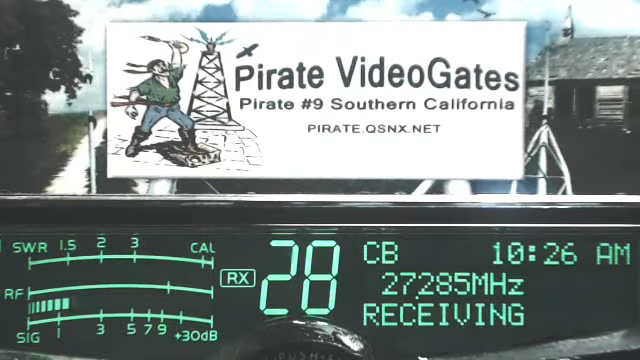 Pirate VideoGates
Pirate #9 Southern California
PIRATE.QSNX.NET
SWR 1.5 2 3 CAL
RX
28
CB 10:26 AM
27285MHz
RECEIVING
RF
SIG 1 3 5 7 9 +30dB